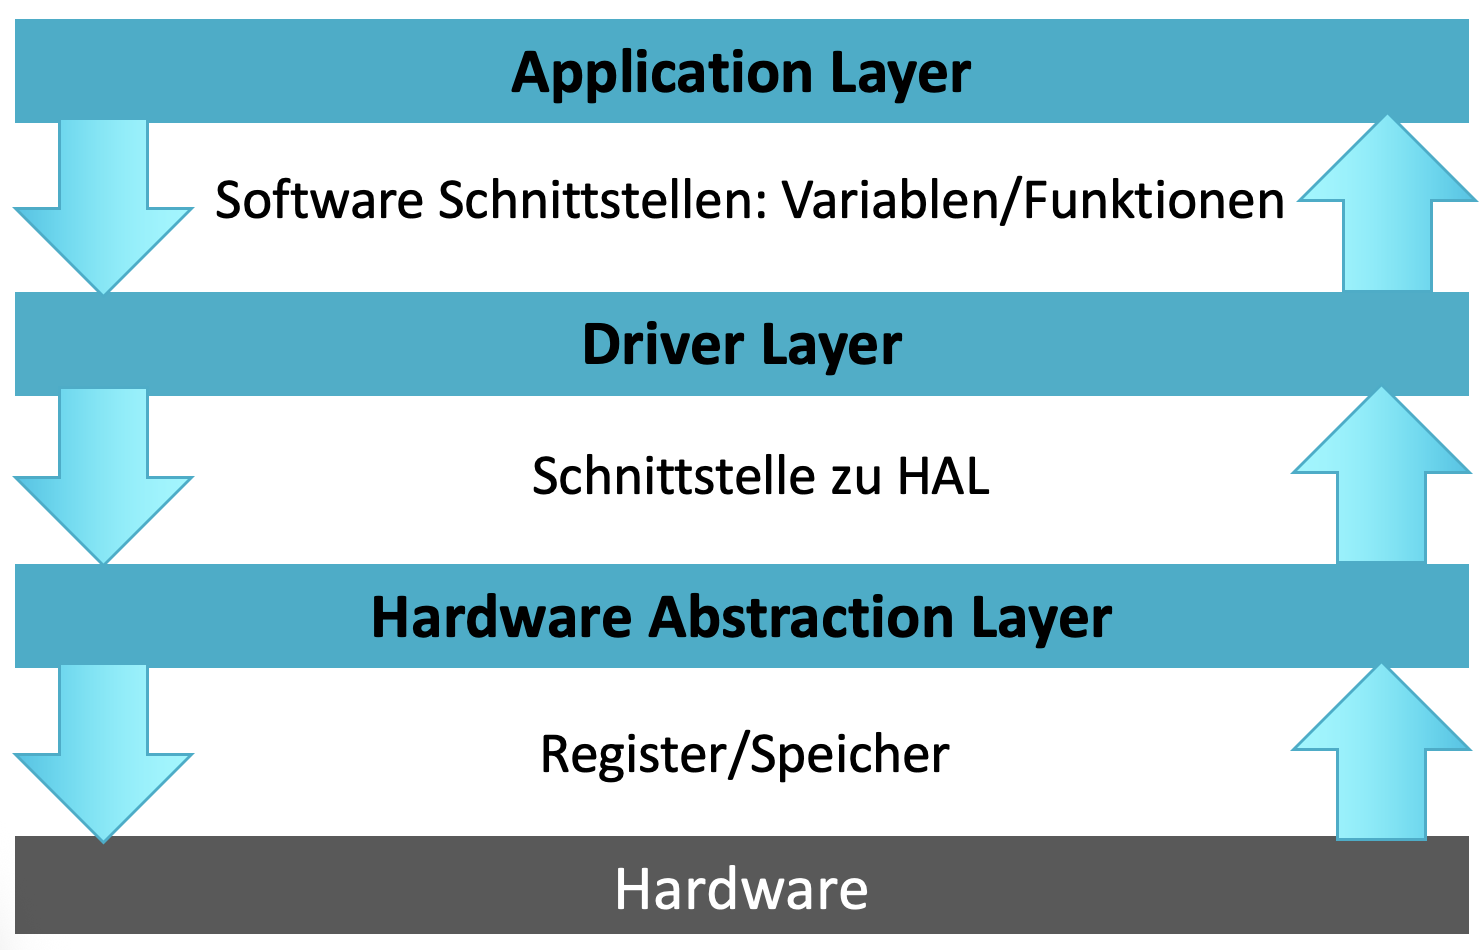 Application Layer
Software Schnittstellen: Variablen/Funktionen
Driver Layer
Schnittstelle zu HAL
Hardware Abstraction Layer
Register/Speicher
Hardware